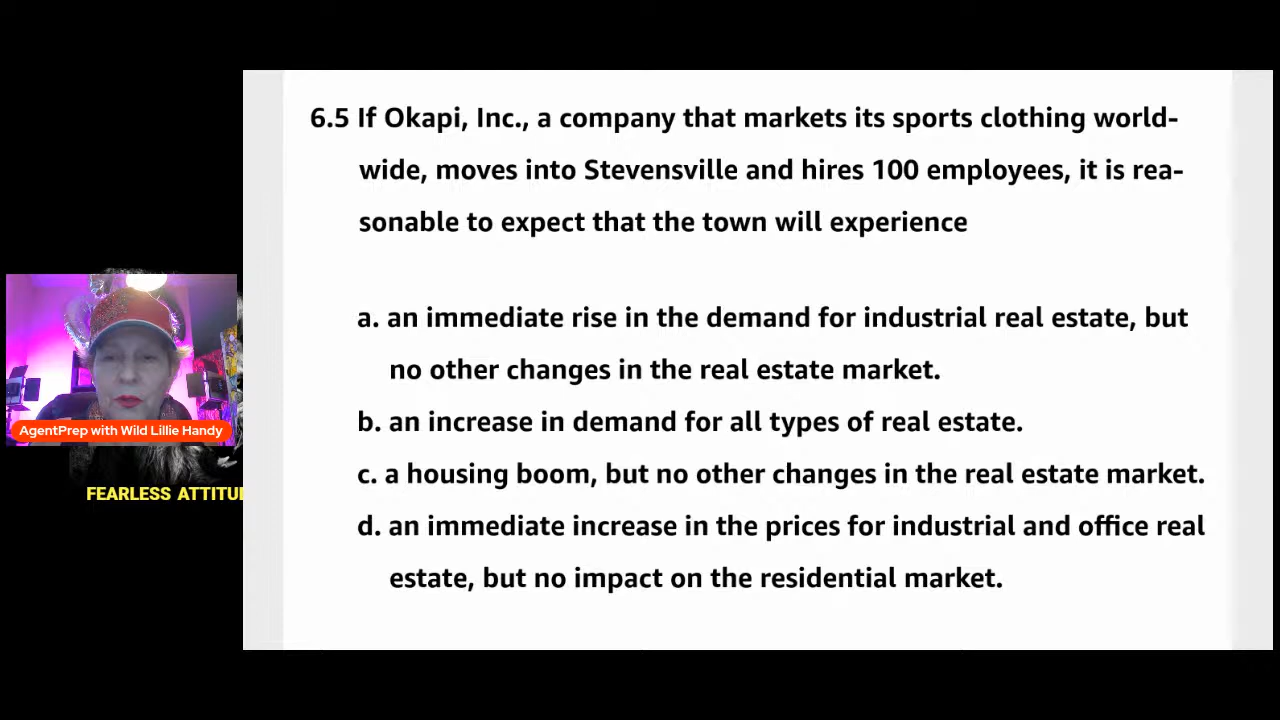 6.5 If Okapi, Inc., a company that markets its sports clothing world-
wide, moves into Stevensville and hires 100 employees, it is rea-
sonable to expect that the town will experience
a. an immediate rise in the demand for industrial real estate, but
no other changes in the real estate market.
b. an increase in demand for all types of real estate.
c. a housing boom, but no other changes in the real estate market.
d. an immediate increase in the prices for industrial and office real
estate, but no impact on the residential market.
AgentPrep with Wild Lillie Handy
FEARLESS ATTITU